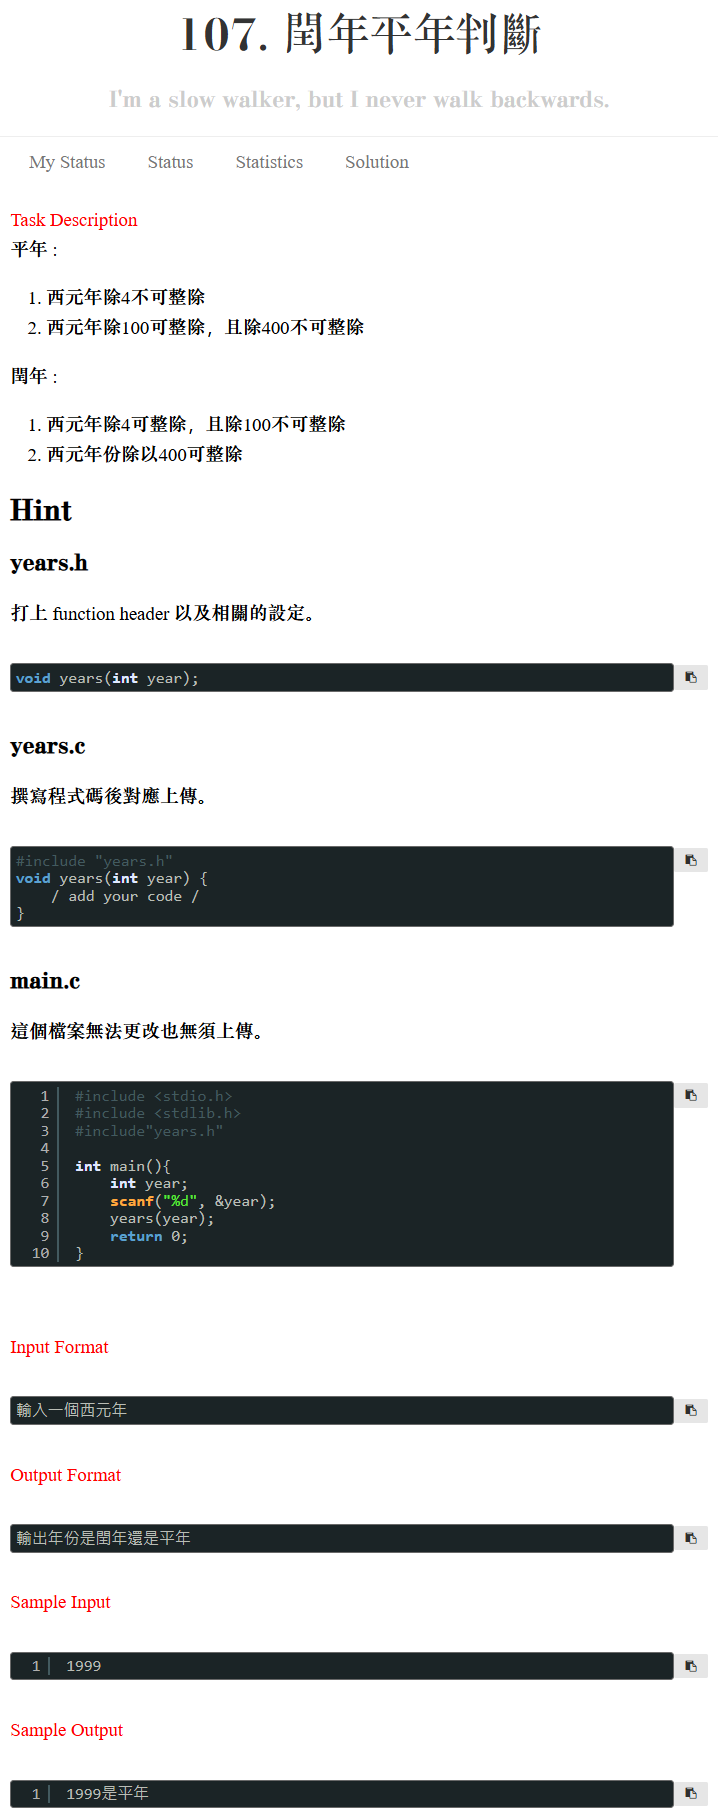 107. 閏年平年判斷
I'm a slow walker, but I never walk backwards.
My Status Status Statistics Solution
Task Description
平年 :
1. 西元年除4不可整除
2. 西元年除100可整除，且除400不可整除
閏年 :
1. 西元年除4可整除，且除100不可整除
2. 西元年份除以400可整除
Hint
years.h
打上 function header 以及相關的設定。
void years(int year);
years.c
撰寫程式碼後對應上傳。
#include "years.h"
void years(int year) {
    / add your code /
}
main.c
這個檔案無法更改也無須上傳。
1 #include <stdio.h>
2 #include <stdlib.h>
3 #include"years.h"
4
5 int main(){
6     int year;
7     scanf("%d", &year);
8     years(year);
9     return 0;
10 }
Input Format
輸入一個西元年
Output Format
輸出年份是閏年還是平年
Sample Input
1 1999
Sample Output
1 1999是平年